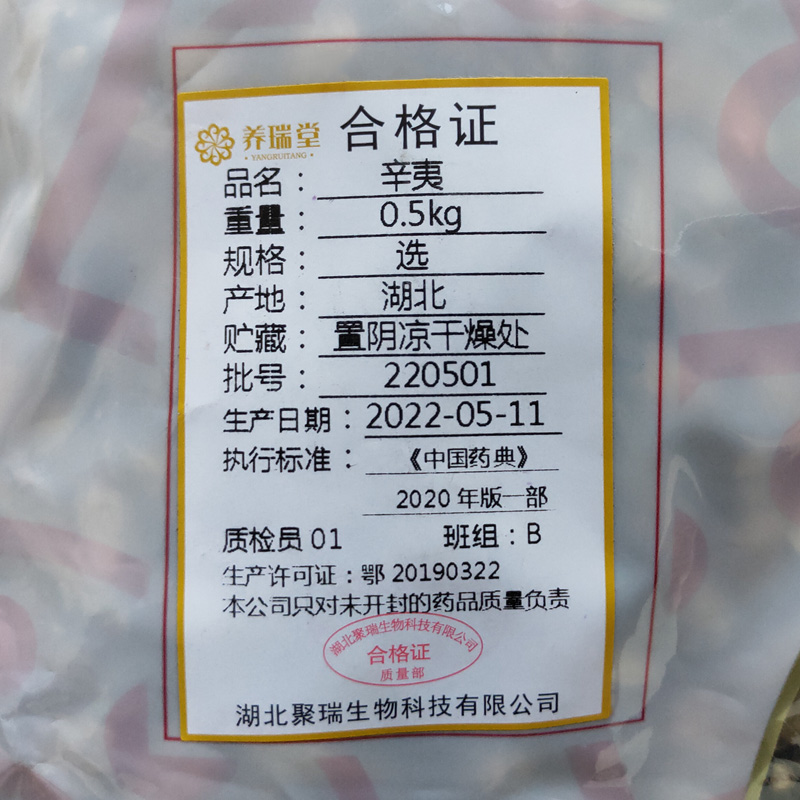 养瑞堂
YANGRUITANG
合格证
品名： 辛夷
重量： 0.5kg
规格： 选
产地： 湖北
贮藏： 置阴凉干燥处
批号： 220501
生产日期：2022-05-11
执行标准： 《中国药典》
2020 年版一部
质检员 01 班组：B
生产许可证：鄂 20190322
本公司只对未开封的药品质量负责
湖北聚瑞生物科技有限公司
合格证
质量部
湖北聚瑞生物科技有限公司